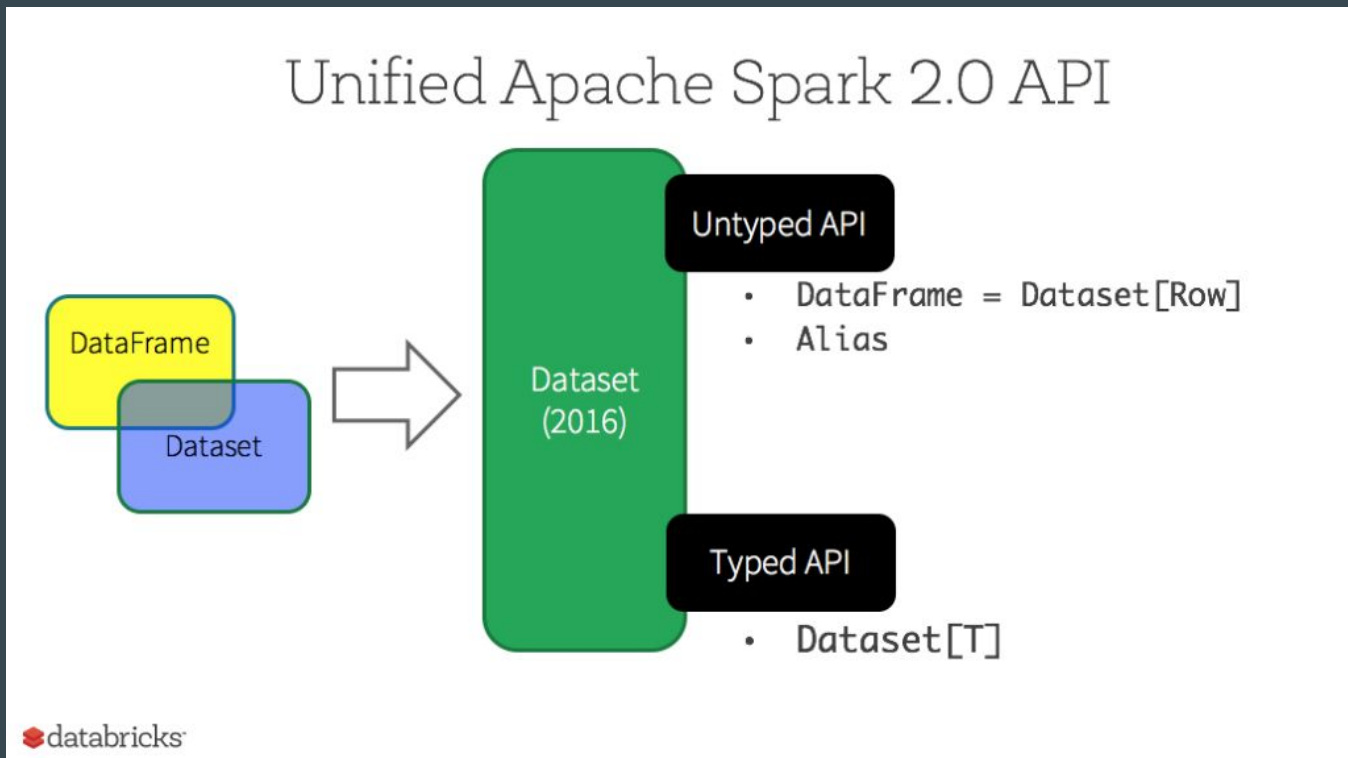 Unified Apache Spark 2.0 API
DataFrame
Dataset
Dataset
(2016)
Untyped API
• DataFrame = Dataset[Row]
• Alias
Typed API
• Dataset[T]
databricks